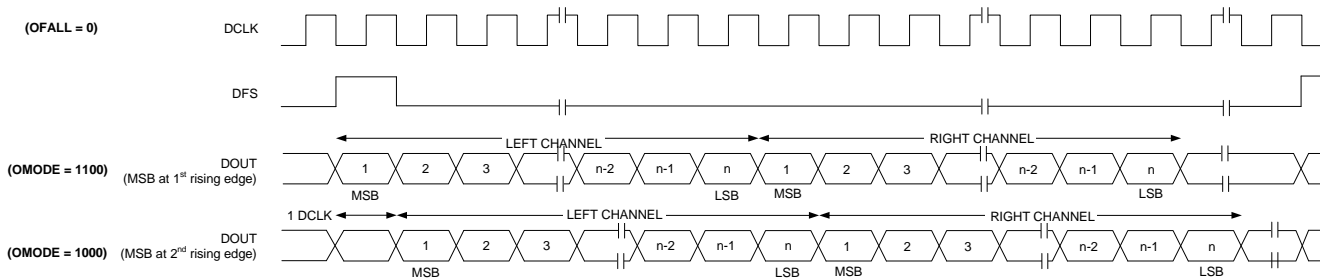 (OFALL = 0) DCLK
DFS
LEFT CHANNEL RIGHT CHANNEL
(OMODE = 1100) DOUT 1 2 3 n-2 n-1 n 1 2 3 n-2 n-1 n
(MSB at 1st rising edge)
MSB LSB MSB LSB
1 DCLK LEFT CHANNEL RIGHT CHANNEL
(OMODE = 1000) DOUT 1 2 3 n-2 n-1 n 1 2 3 n-2 n-1 n
(MSB at 2nd rising edge)
MSB LSB MSB LSB